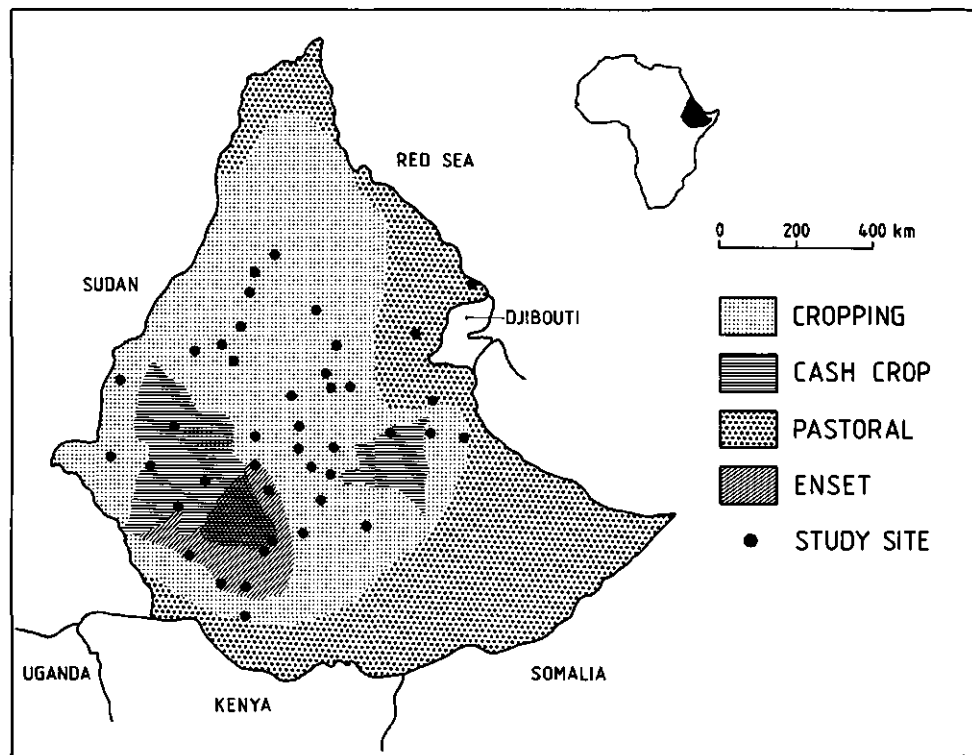 RED SEA
SUDAN
DJIBOUTI
UGANDA
KENYA
SOMALIA
0 200 400 km
CROPPING
CASH CROP
PASTORAL
ENSET
STUDY SITE